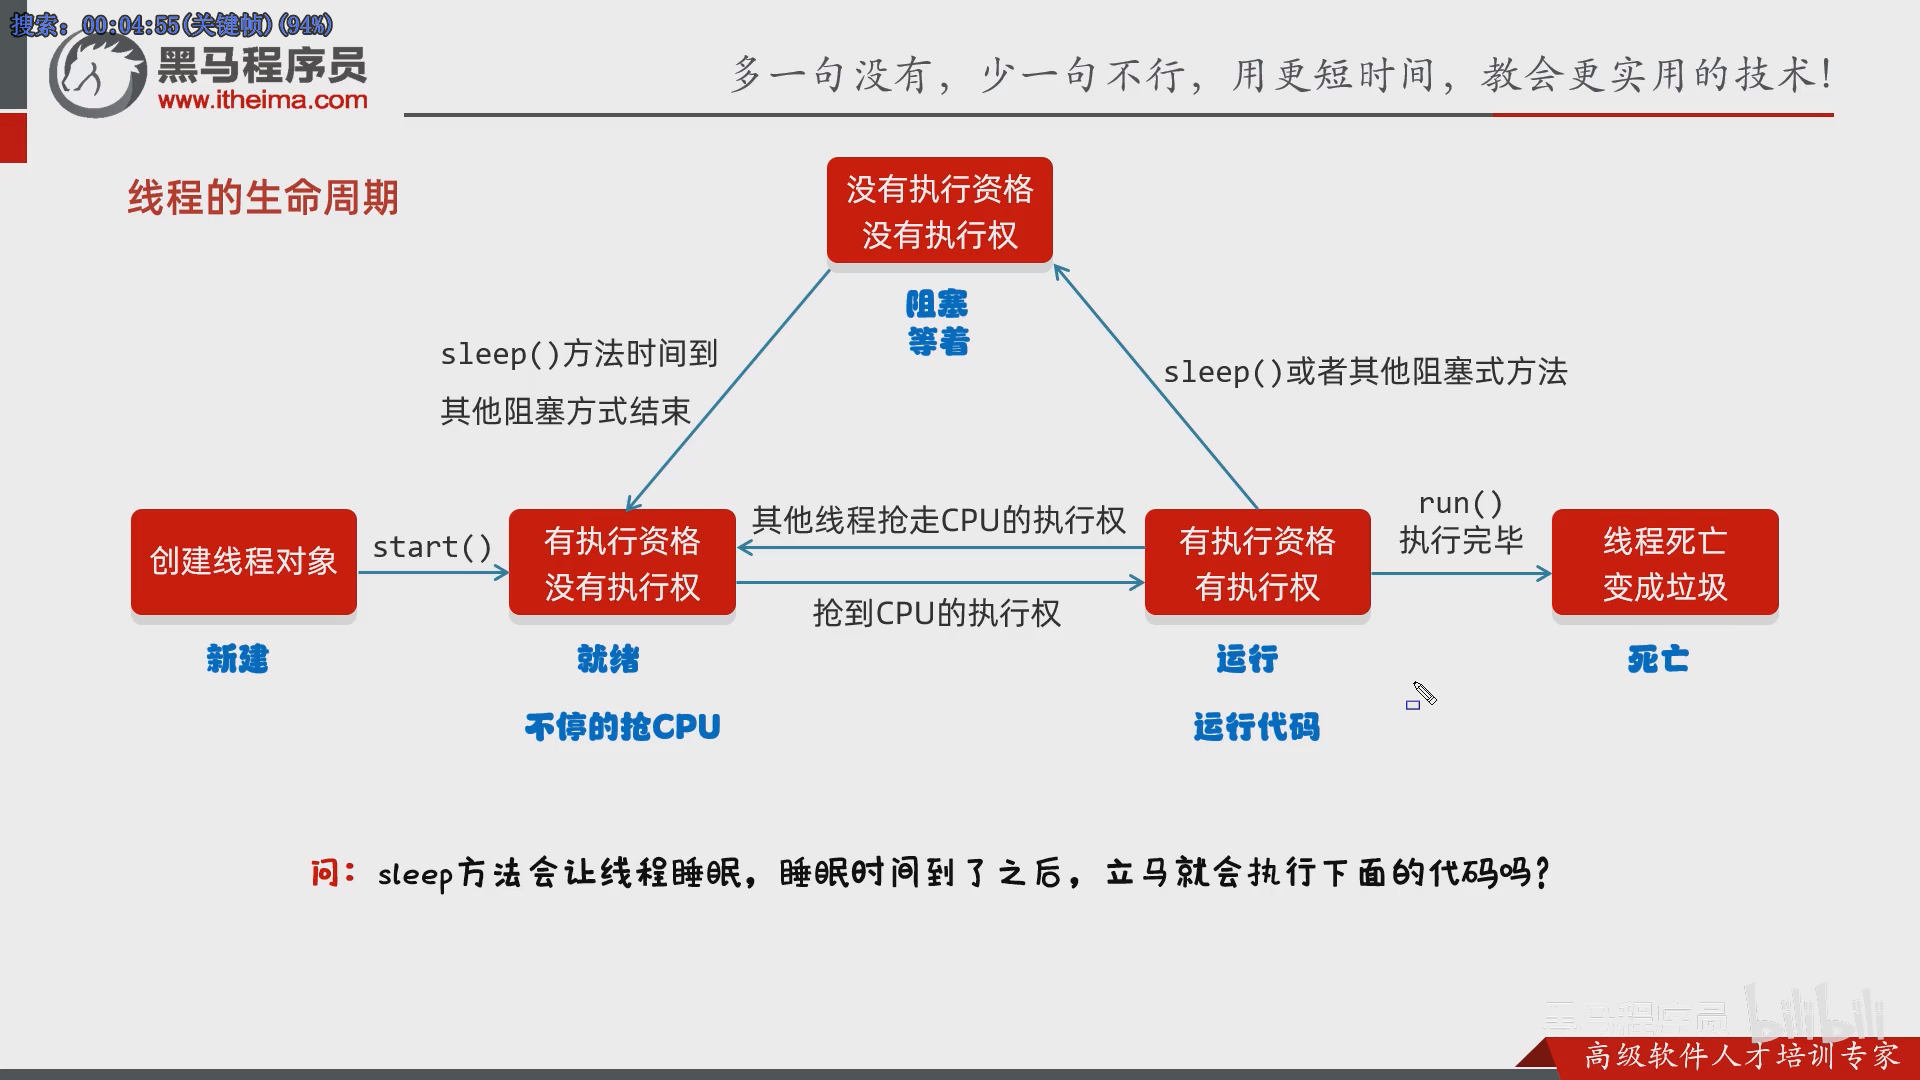 搜索：00:04:55(关键帧)(94%)
黑马程序员
www.itheima.com
多一句没有，少一句不行，用更短时间，教会更实用的技术！
线程的生命周期
没有执行资格
没有执行权
阻塞
等着
sleep()方法时间到
其他阻塞方式结束
sleep()或者其他阻塞式方法
创建线程对象
start()
有执行资格
没有执行权
其他线程抢走CPU的执行权
抢到CPU的执行权
有执行资格
有执行权
run()
执行完毕
线程死亡
变成垃圾
新建
就绪
运行
死亡
不停的抢CPU
运行代码
问：sleep方法会让线程睡眠，睡眠时间到了之后，立马就会执行下面的代码吗？
黑马程序员 bilibili
高级软件人才培训专家